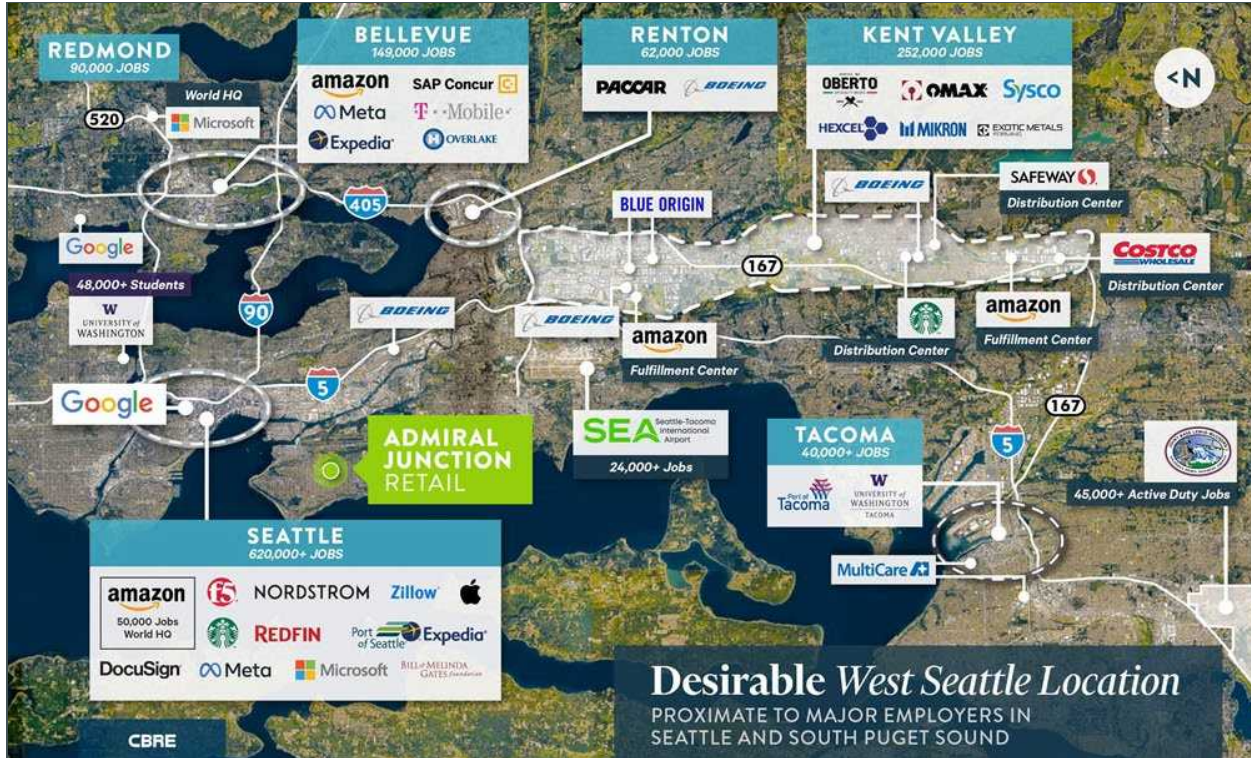 REDMOND
90,000 JOBS
World HQ
Microsoft
520
BELLEVUE
149,000 JOBS
amazon
SAP Concur C
Meta
T Mobile
Expedia
OVERLAKE
RENTON
62,000 JOBS
PACCAR
BOEING
KENT VALLEY
252,000 JOBS
OBERTO
OMAX
Sysco
HEXCEL
MIKRON
EXOTIC METALS
<N
405
BLUE ORIGIN
BOEING
SAFEWAY
Distribution Center
Google
48,000+ Students
W
UNIVERSITY of
WASHINGTON
90
BOEING
5
167
BOEING
amazon
Fulfillment Center
Distribution Center
amazon
Fulfillment Center
COSTCO
WHOLESALE
Distribution Center
Google
ADMIRAL
JUNCTION
RETAIL
SEA
Seattle-Tacoma
International
Airport
24,000+ Jobs
TACOMA
40,000+ JOBS
Port of
Tacoma
W
UNIVERSITY of
WASHINGTON
TACOMA
5
167
45,000+ Active Duty Jobs
MultiCare
SEATTLE
620,000+ JOBS
amazon
50,000 Jobs
World HQ
f5
NORDSTROM
Zillow
REDFIN
Port
of Seattle
Expedia
DocuSign
Meta
Microsoft
BILL & MELINDA
GATES foundation
Desirable West Seattle Location
PROXIMATE TO MAJOR EMPLOYERS IN
SEATTLE AND SOUTH PUGET SOUND
CBRE